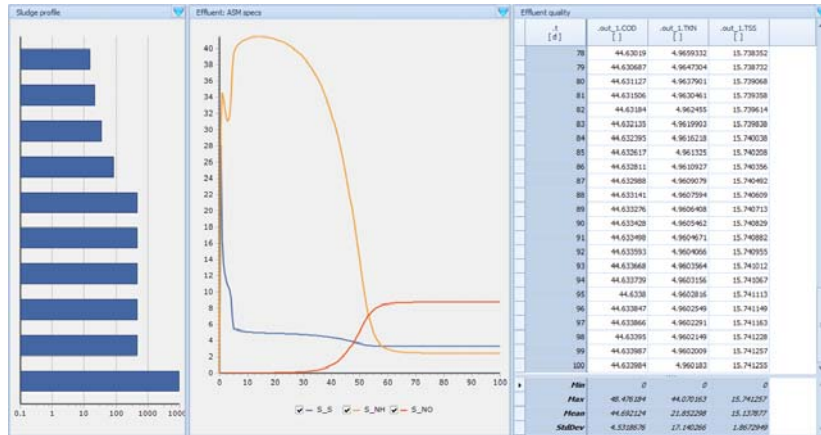 Sludge profile
Effluent: ASM specs
Effluent quality
.t .out_1.COD .out_1.TKN .out_1.TSS
[d] [ ] [ ] [ ]
78 44.63019 4.9659332 15.738352
79 44.630687 4.9647304 15.738732
80 44.631127 4.9637901 15.739068
81 44.631506 4.9630461 15.739358
82 44.63184 4.962455 15.739614
83 44.632135 4.9619903 15.739838
84 44.632395 4.9616218 15.740038
85 44.632617 4.961325 15.740208
86 44.632811 4.9610927 15.740356
87 44.632988 4.9609079 15.740492
88 44.633141 4.9607594 15.740609
89 44.633276 4.9606408 15.740713
90 44.633428 4.9605462 15.740829
91 44.633498 4.9604671 15.740882
92 44.633593 4.9604066 15.740955
93 44.633668 4.9603564 15.741012
94 44.633739 4.9603156 15.741067
95 44.6338 4.9602816 15.741113
96 44.633847 4.9602549 15.741149
97 44.633866 4.9602291 15.741163
98 44.63395 4.9602149 15.741228
99 44.633987 4.9602009 15.741257
100 44.633984 4.960183 15.741255
Min 0 0 0
Max 48.476184 44.070163 15.741257
Mean 44.692124 21.852298 15.137877
StdDev 4.5318676 17.140266 1.8672949
40
38
36
34
32
30
28
26
24
22
20
18
16
14
12
10
8
6
4
2
0
0 10 20 30 40 50 60 70 80 90 100
S_S S_NH S_NO
0.1 1 10 100 1000 1000